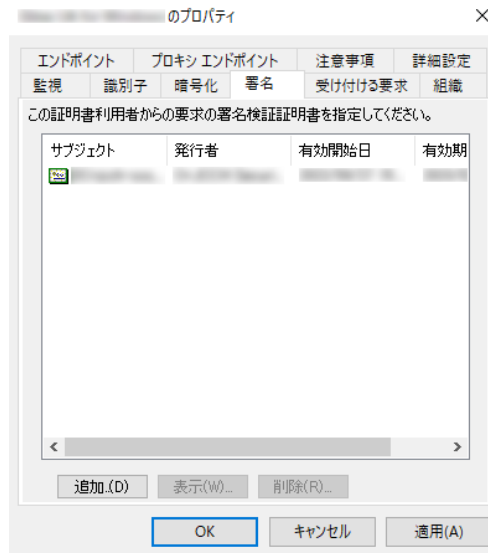 のプロパティ
エンドポイント プロキシ エンドポイント 注意事項 詳細設定
監視 識別子 暗号化 署名 受け付ける要求 組織
この証明書利用者からの要求の署名検証証明書を指定してください。
サブジェクト 発行者 有効開始日 有効期
追加..(D) 表示(W)... 削除(R)...
OK キャンセル 適用(A)